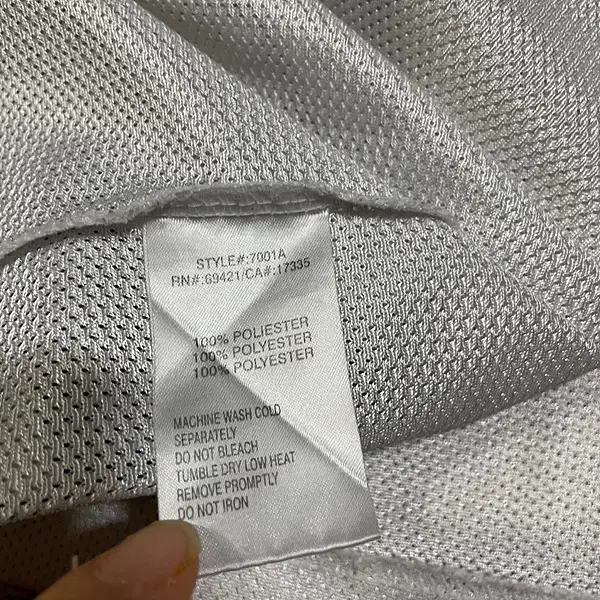 STYLE#:7001A
RN#:69421/CA#:17335
100% POLIESTER
100% POLYESTER
100% POLYESTER
MACHINE WASH COLD
SEPARATELY
DO NOT BLEACH
TUMBLE DRY LOW HEAT
REMOVE PROMPTLY
DO NOT IRON